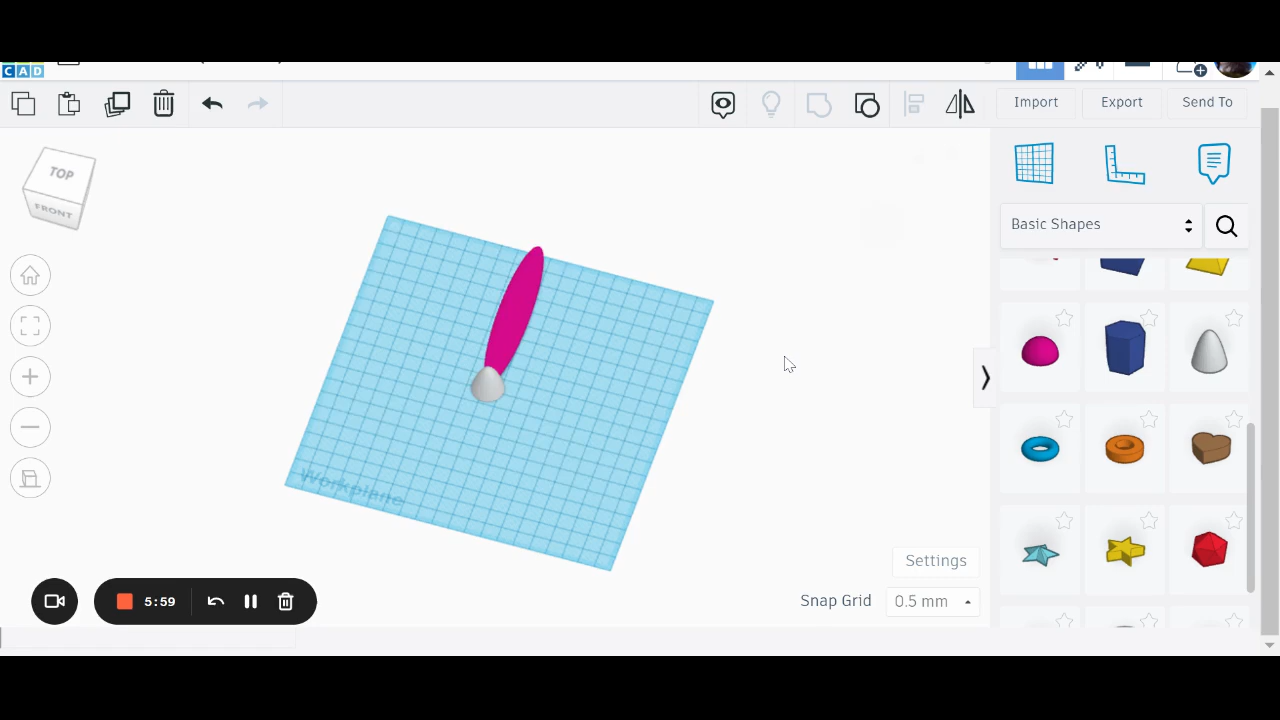 CAD
Import
Export
Send To
TOP
FRONT
Basic Shapes
Workplane
Settings
5:59
Snap Grid
0.5 mm